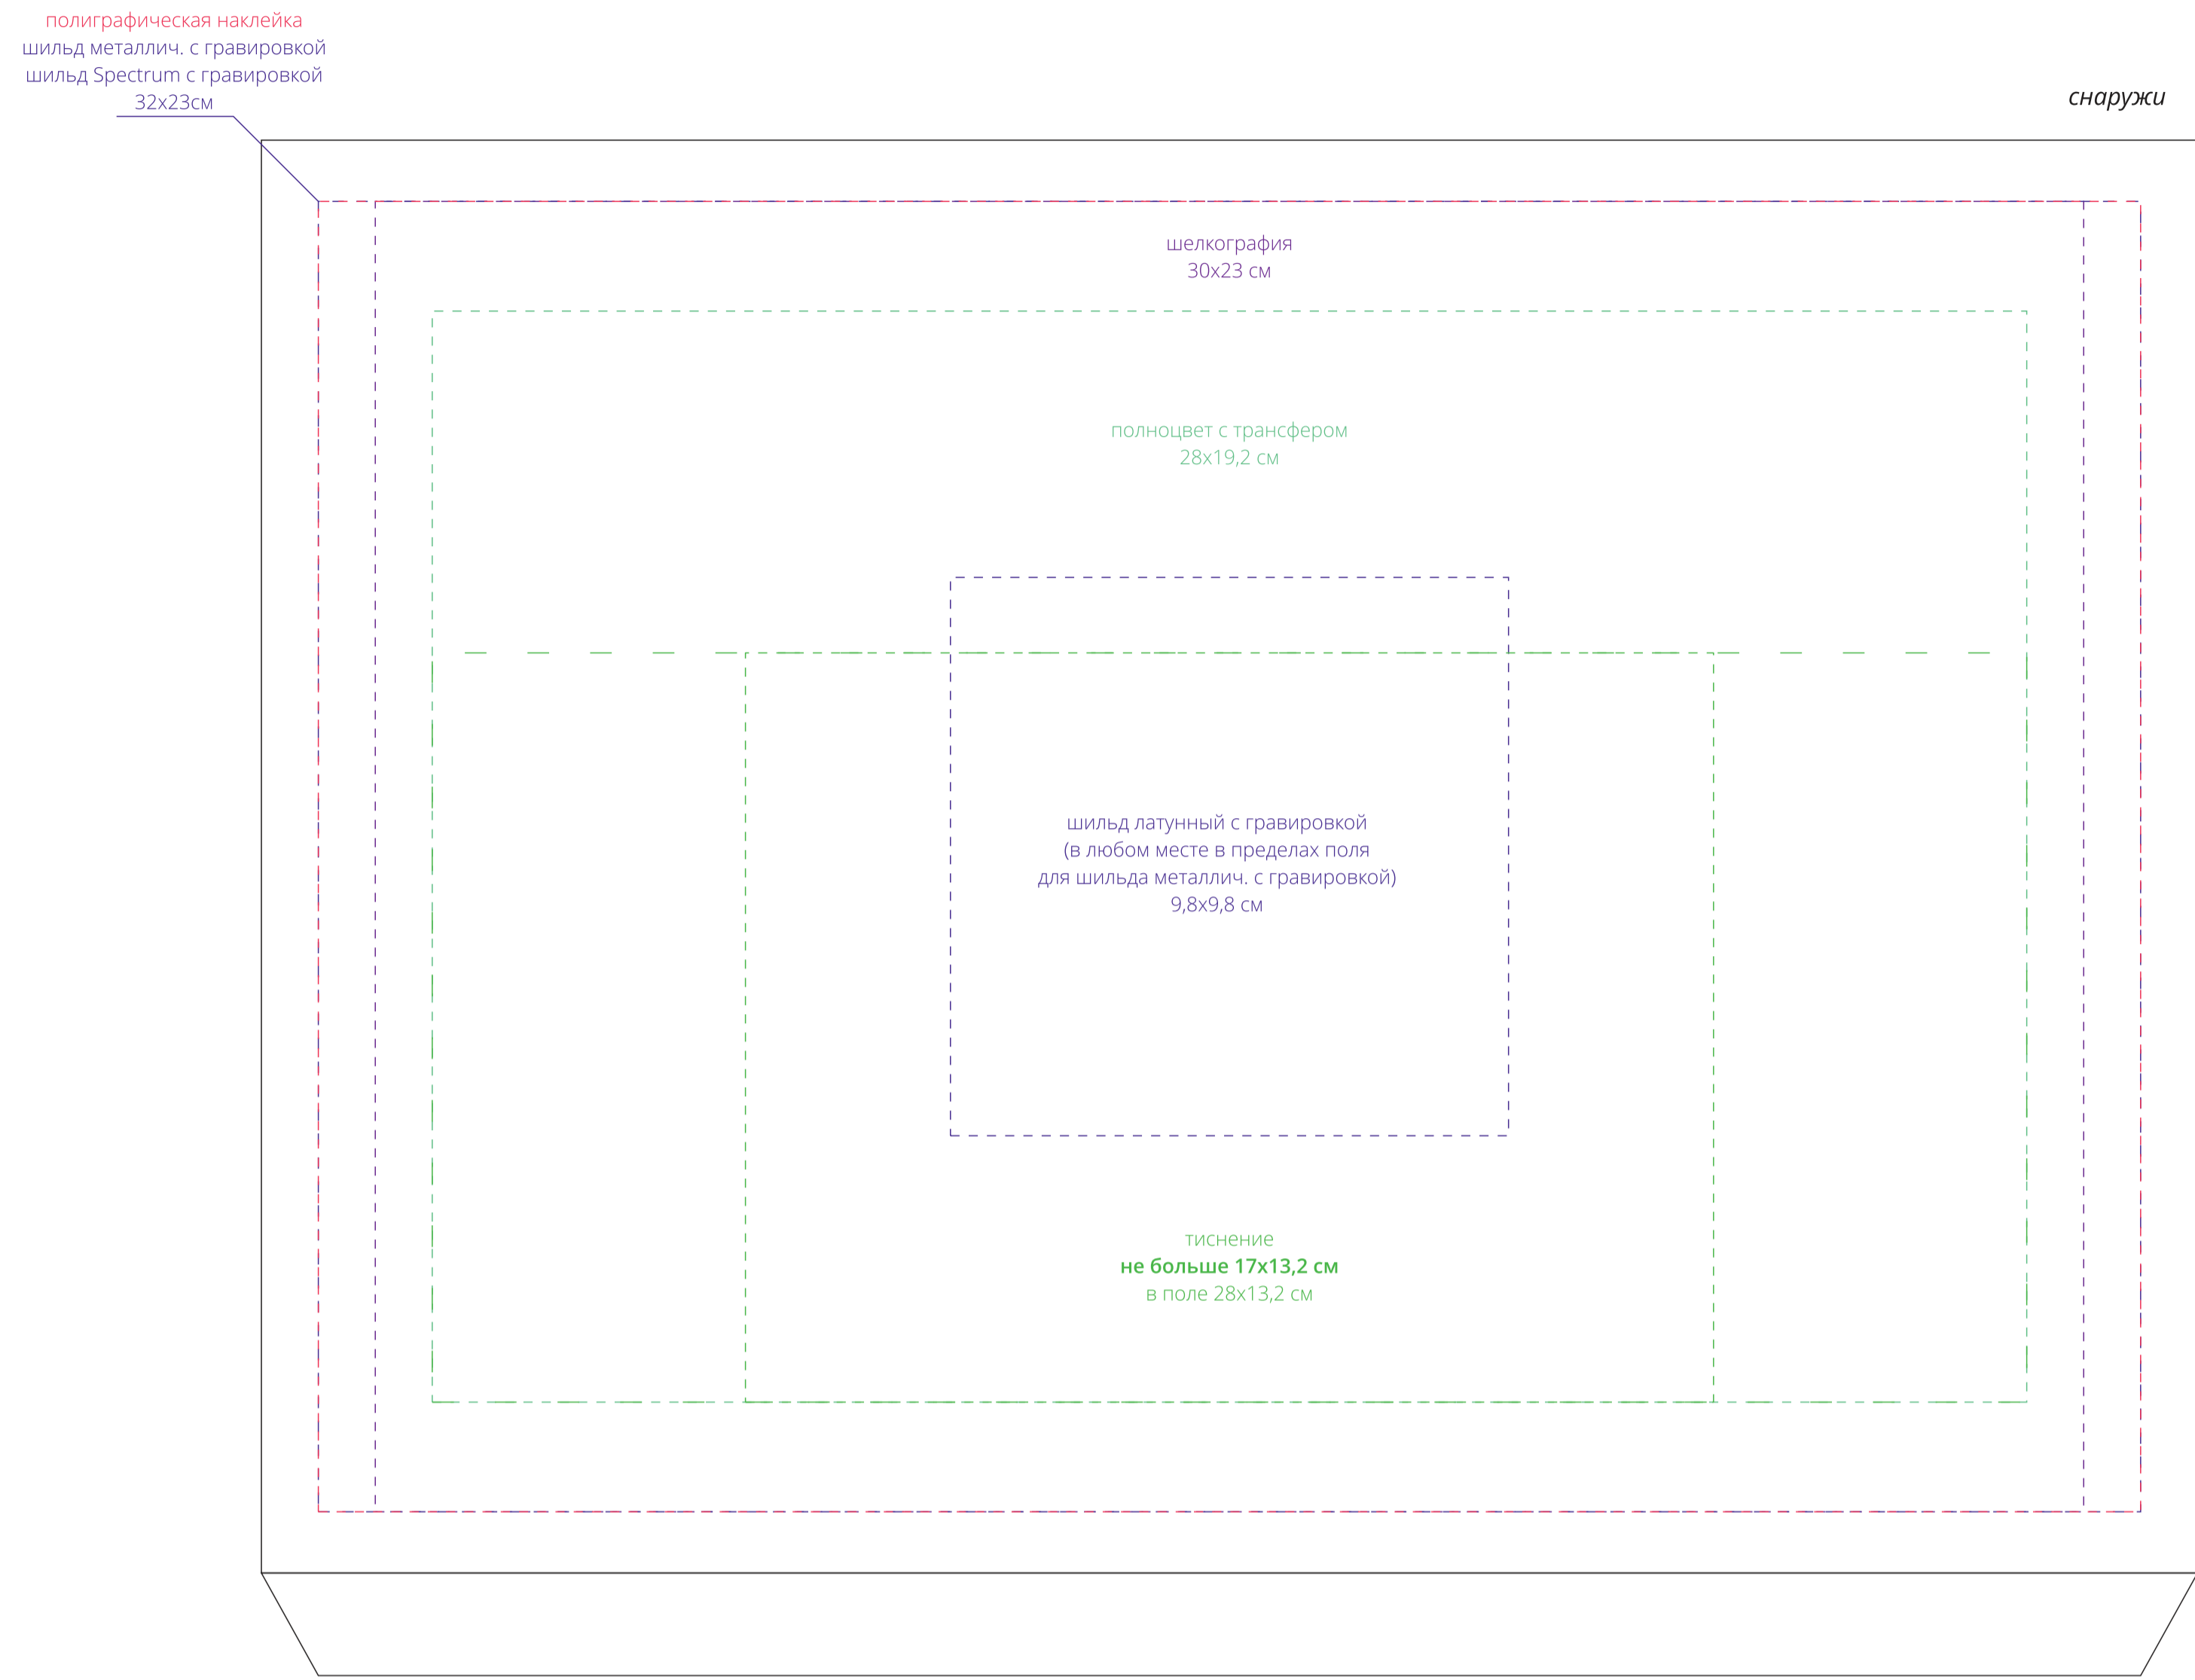 полиграфическая наклейка
шильд металлич. с гравировкой
шильд Spectrum с гравировкой
32х23см
снаружи
шелкография
30х23 см
полноцвет с трансфером
28х19,2 см
шильд латунный с гравировкой
(в любом месте в пределах поля
для шильда металлич. с гравировкой)
9,8х9,8 см
тиснение
не больше 17х13,2 см
в поле 28х13,2 см